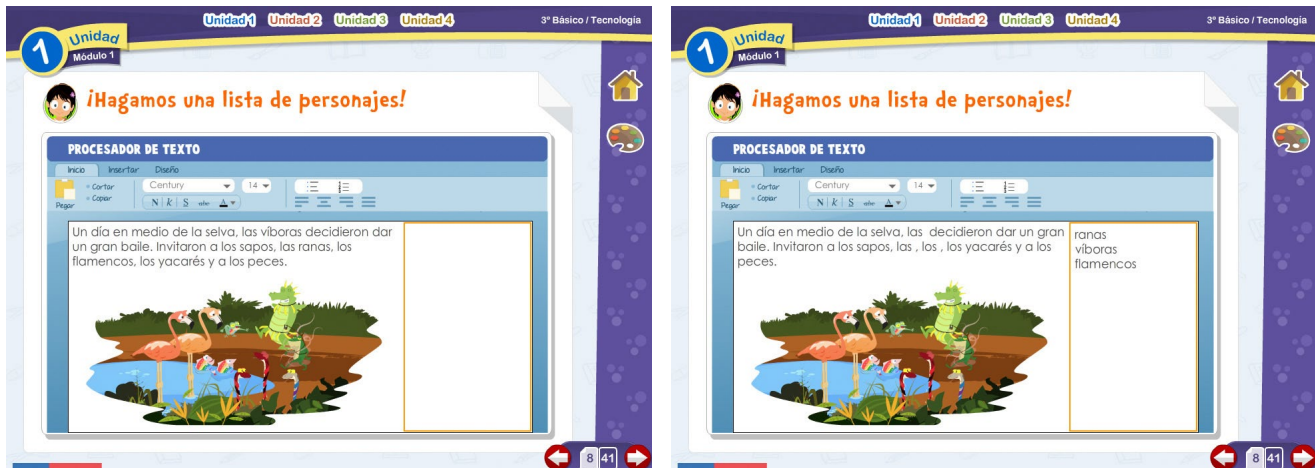 Unidad 1 Unidad 2 Unidad 3 Unidad 4
3º Básico / Tecnología
1 Unidad
Módulo 1
¡Hagamos una lista de personajes!
PROCESADOR DE TEXTO
Inicio Insertar Diseño
Pegar
Cortar
Copiar
Century 14
N k S abc A
Un día en medio de la selva, las víboras decidieron dar
un gran baile. Invitaron a los sapos, las ranas, los
flamencos, los yacarés y a los peces.
8 41
Unidad 1 Unidad 2 Unidad 3 Unidad 4
3º Básico / Tecnología
1 Unidad
Módulo 1
¡Hagamos una lista de personajes!
PROCESADOR DE TEXTO
Inicio Insertar Diseño
Pegar
Cortar
Copiar
Century 14
N k S abc A
Un día en medio de la selva, las decidieron dar un gran
baile. Invitaron a los sapos, las , los , los yacarés y a los
peces.
ranas
víboras
flamencos
8 41